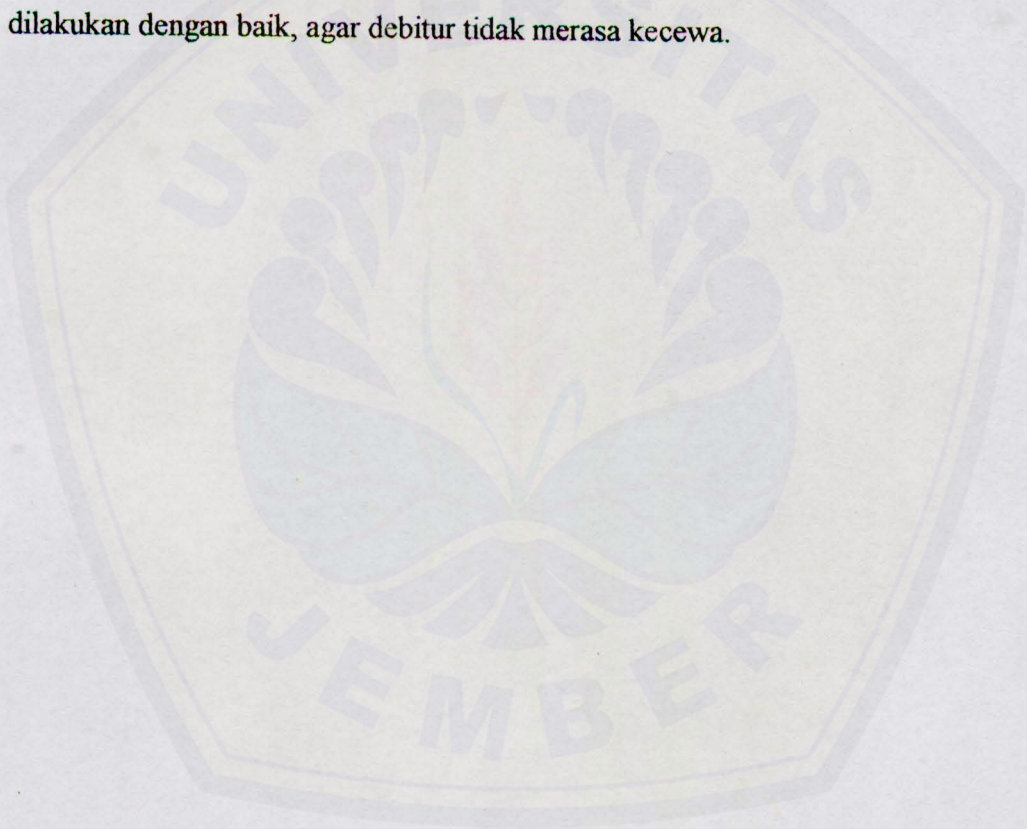 dilakukan dengan baik, agar debitur tidak merasa kecewa.
UNIVERSITAS
JEMBER